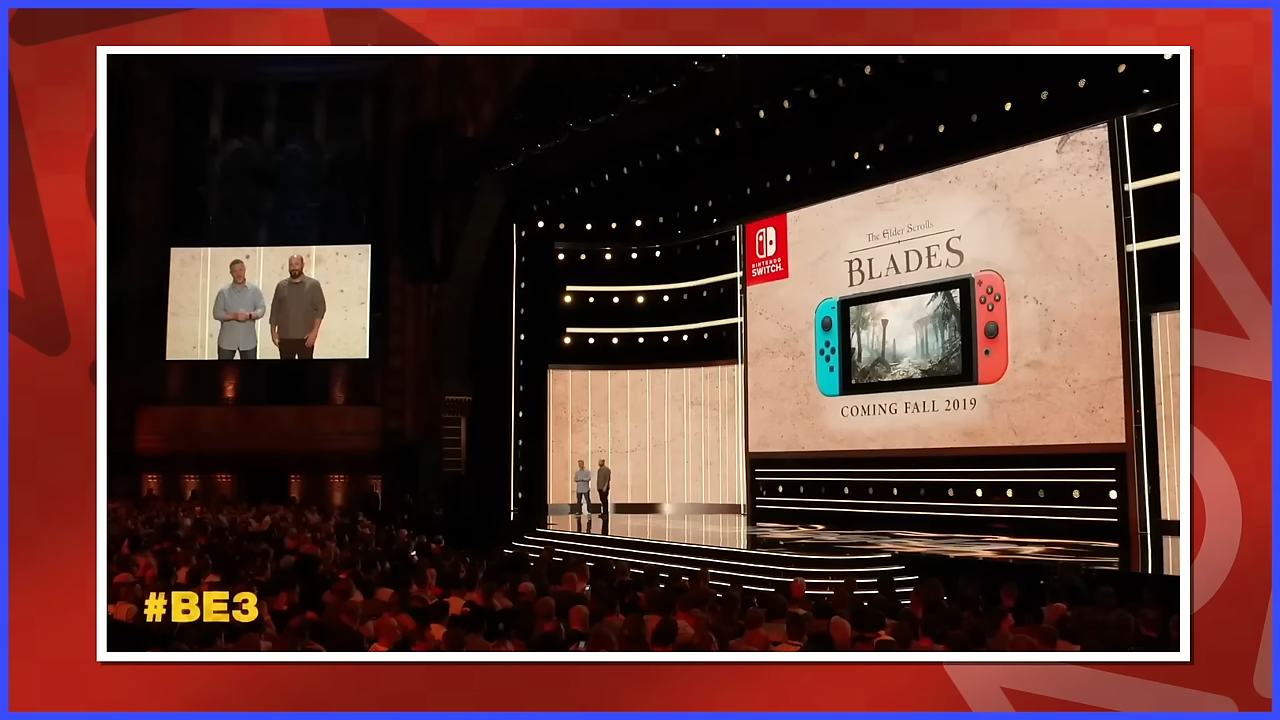 NINTENDO
SWITCH.
The Elder Scrolls
BLADES
COMING FALL 2019
#BE3